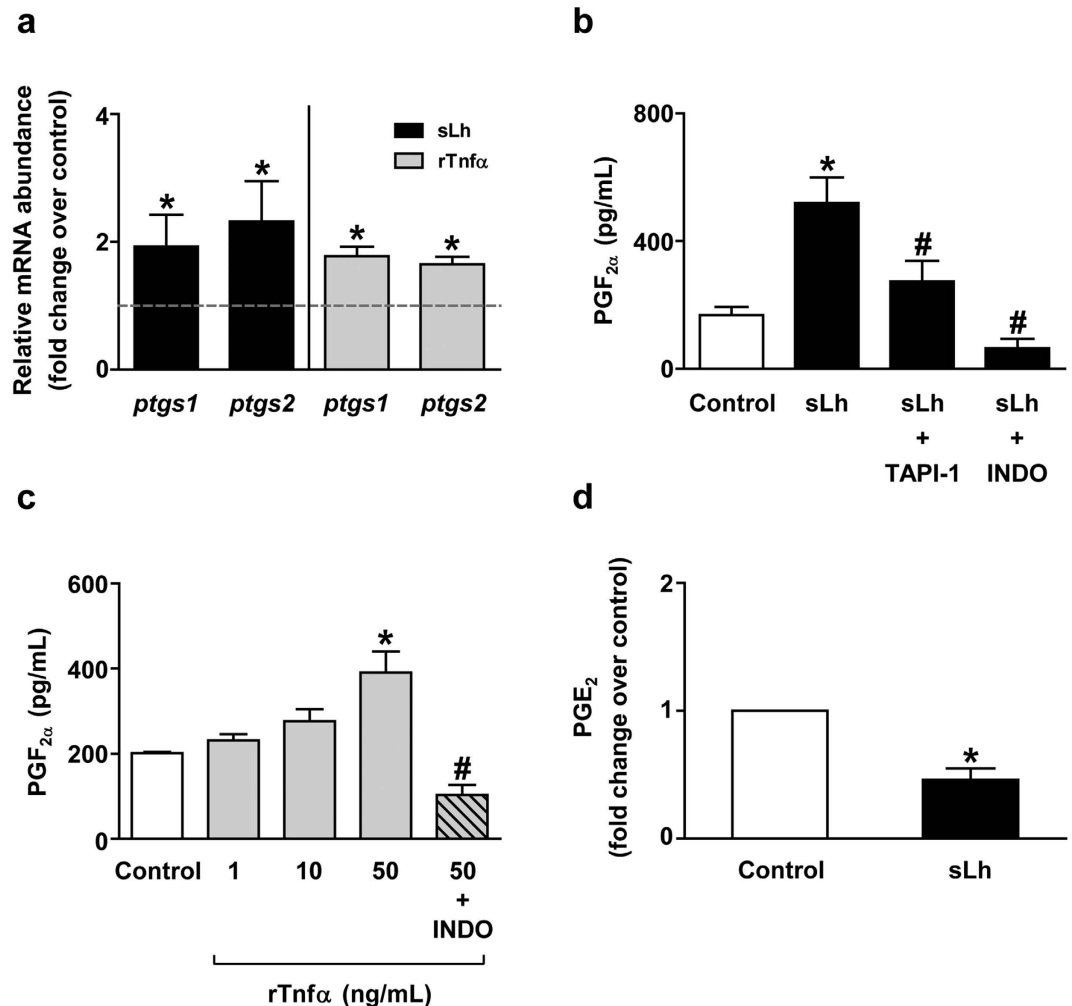 a
Relative mRNA abundance
(fold change over control)
4
2
0
sLh
rTnfα
*
*
*
*
ptgs1
ptgs2
ptgs1
ptgs2
b
PGF2α (pg/mL)
800
400
0
*
#
#
Control
sLh
sLh
+
TAPI-1
sLh
+
INDO
c
PGF2α (pg/mL)
600
400
200
0
*
#
Control
1
10
50
50
+
INDO
rTnfα (ng/mL)
d
PGE2
(fold change over control)
2
1
0
*
Control
sLh